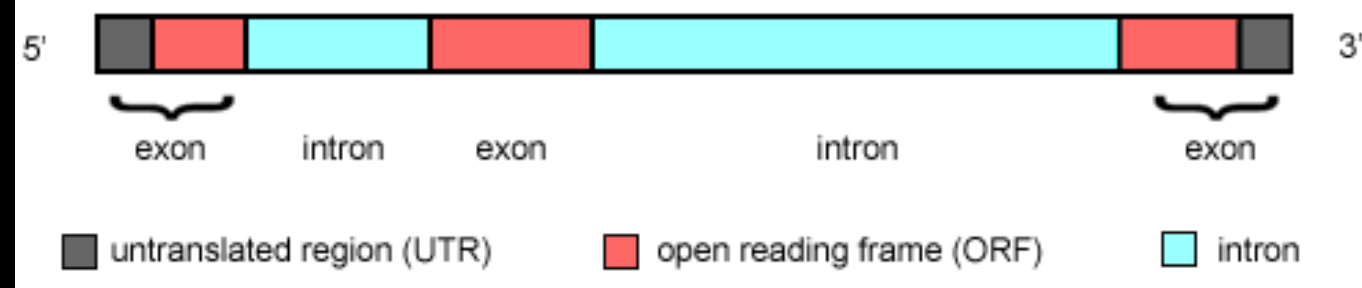 5' 3'
exon intron exon intron exon
untranslated region (UTR) open reading frame (ORF) intron